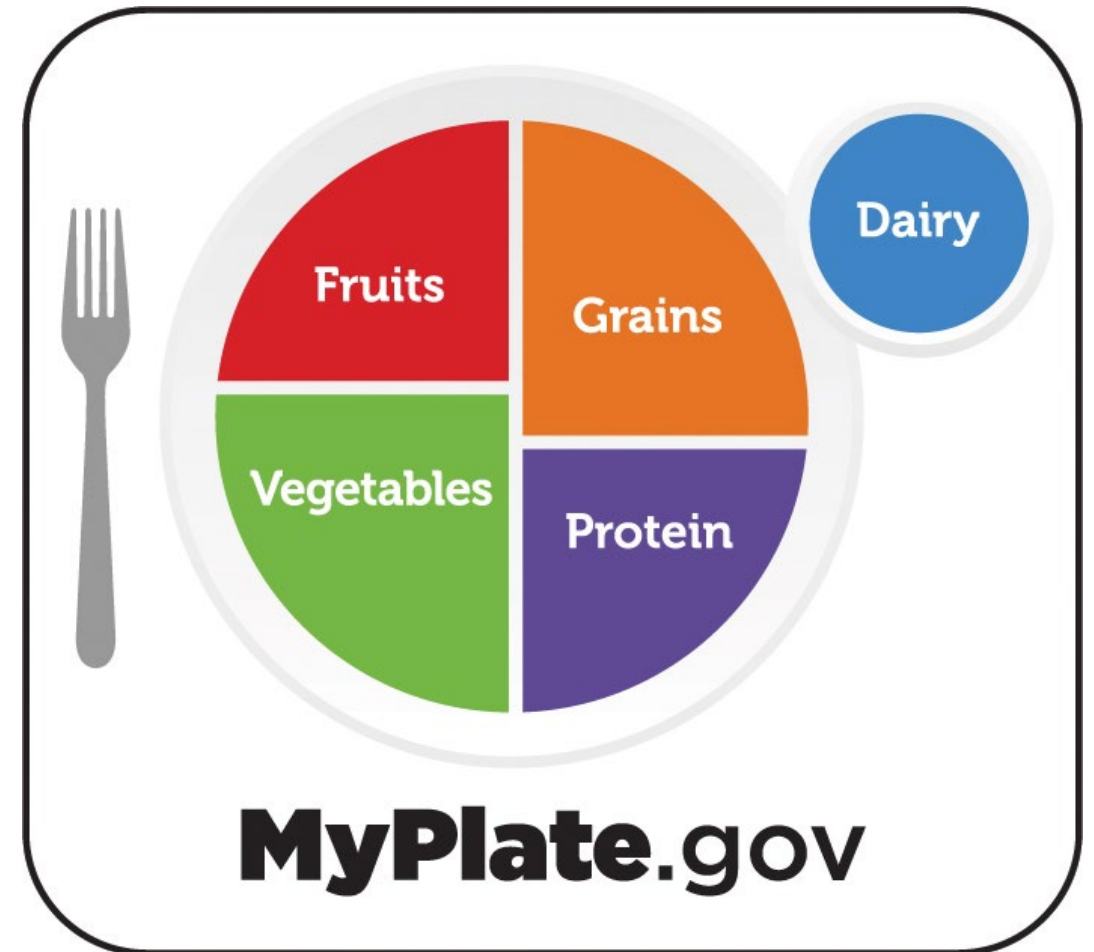 Fruits
Grains
Dairy
Vegetables
Protein
MyPlate.gov